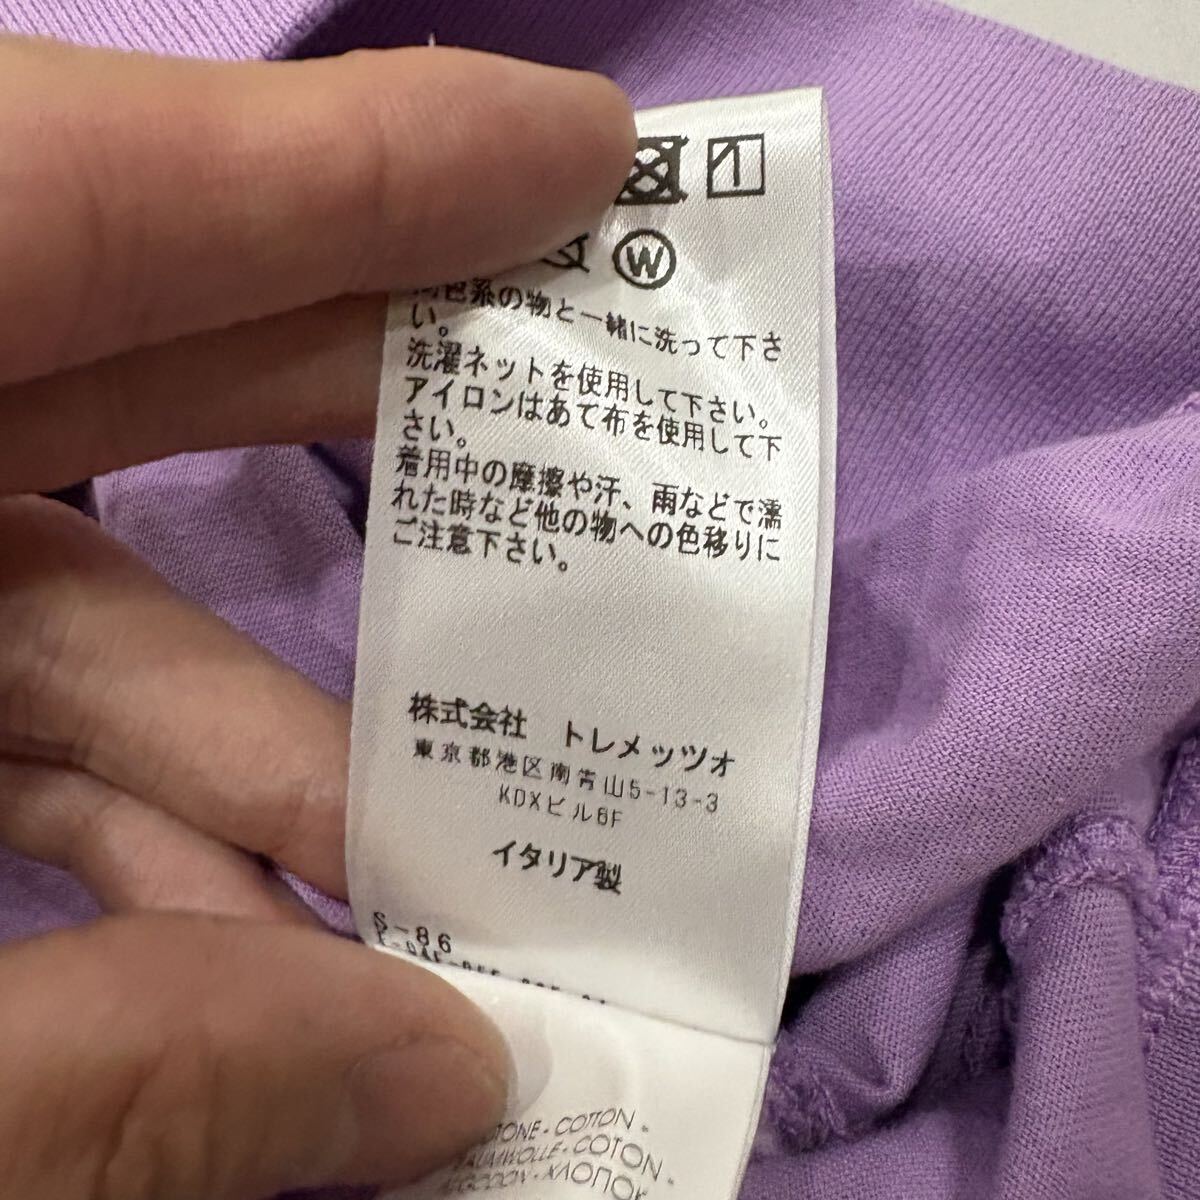 W
色系の物と一緒に洗って下さ
い。
洗濯ネットを使用して下さい。
アイロンはあて布を使用して下
さい。
着用中の摩擦や汗、雨などで濡
れた時など他の物への色移りに
ご注意下さい。
株式会社　トレメッツォ
東京都港区南青山5-13-3
KDXビル6F
イタリア製
S-86
COTTON
BAUMWOLLE・COTON
ХЛОПОК